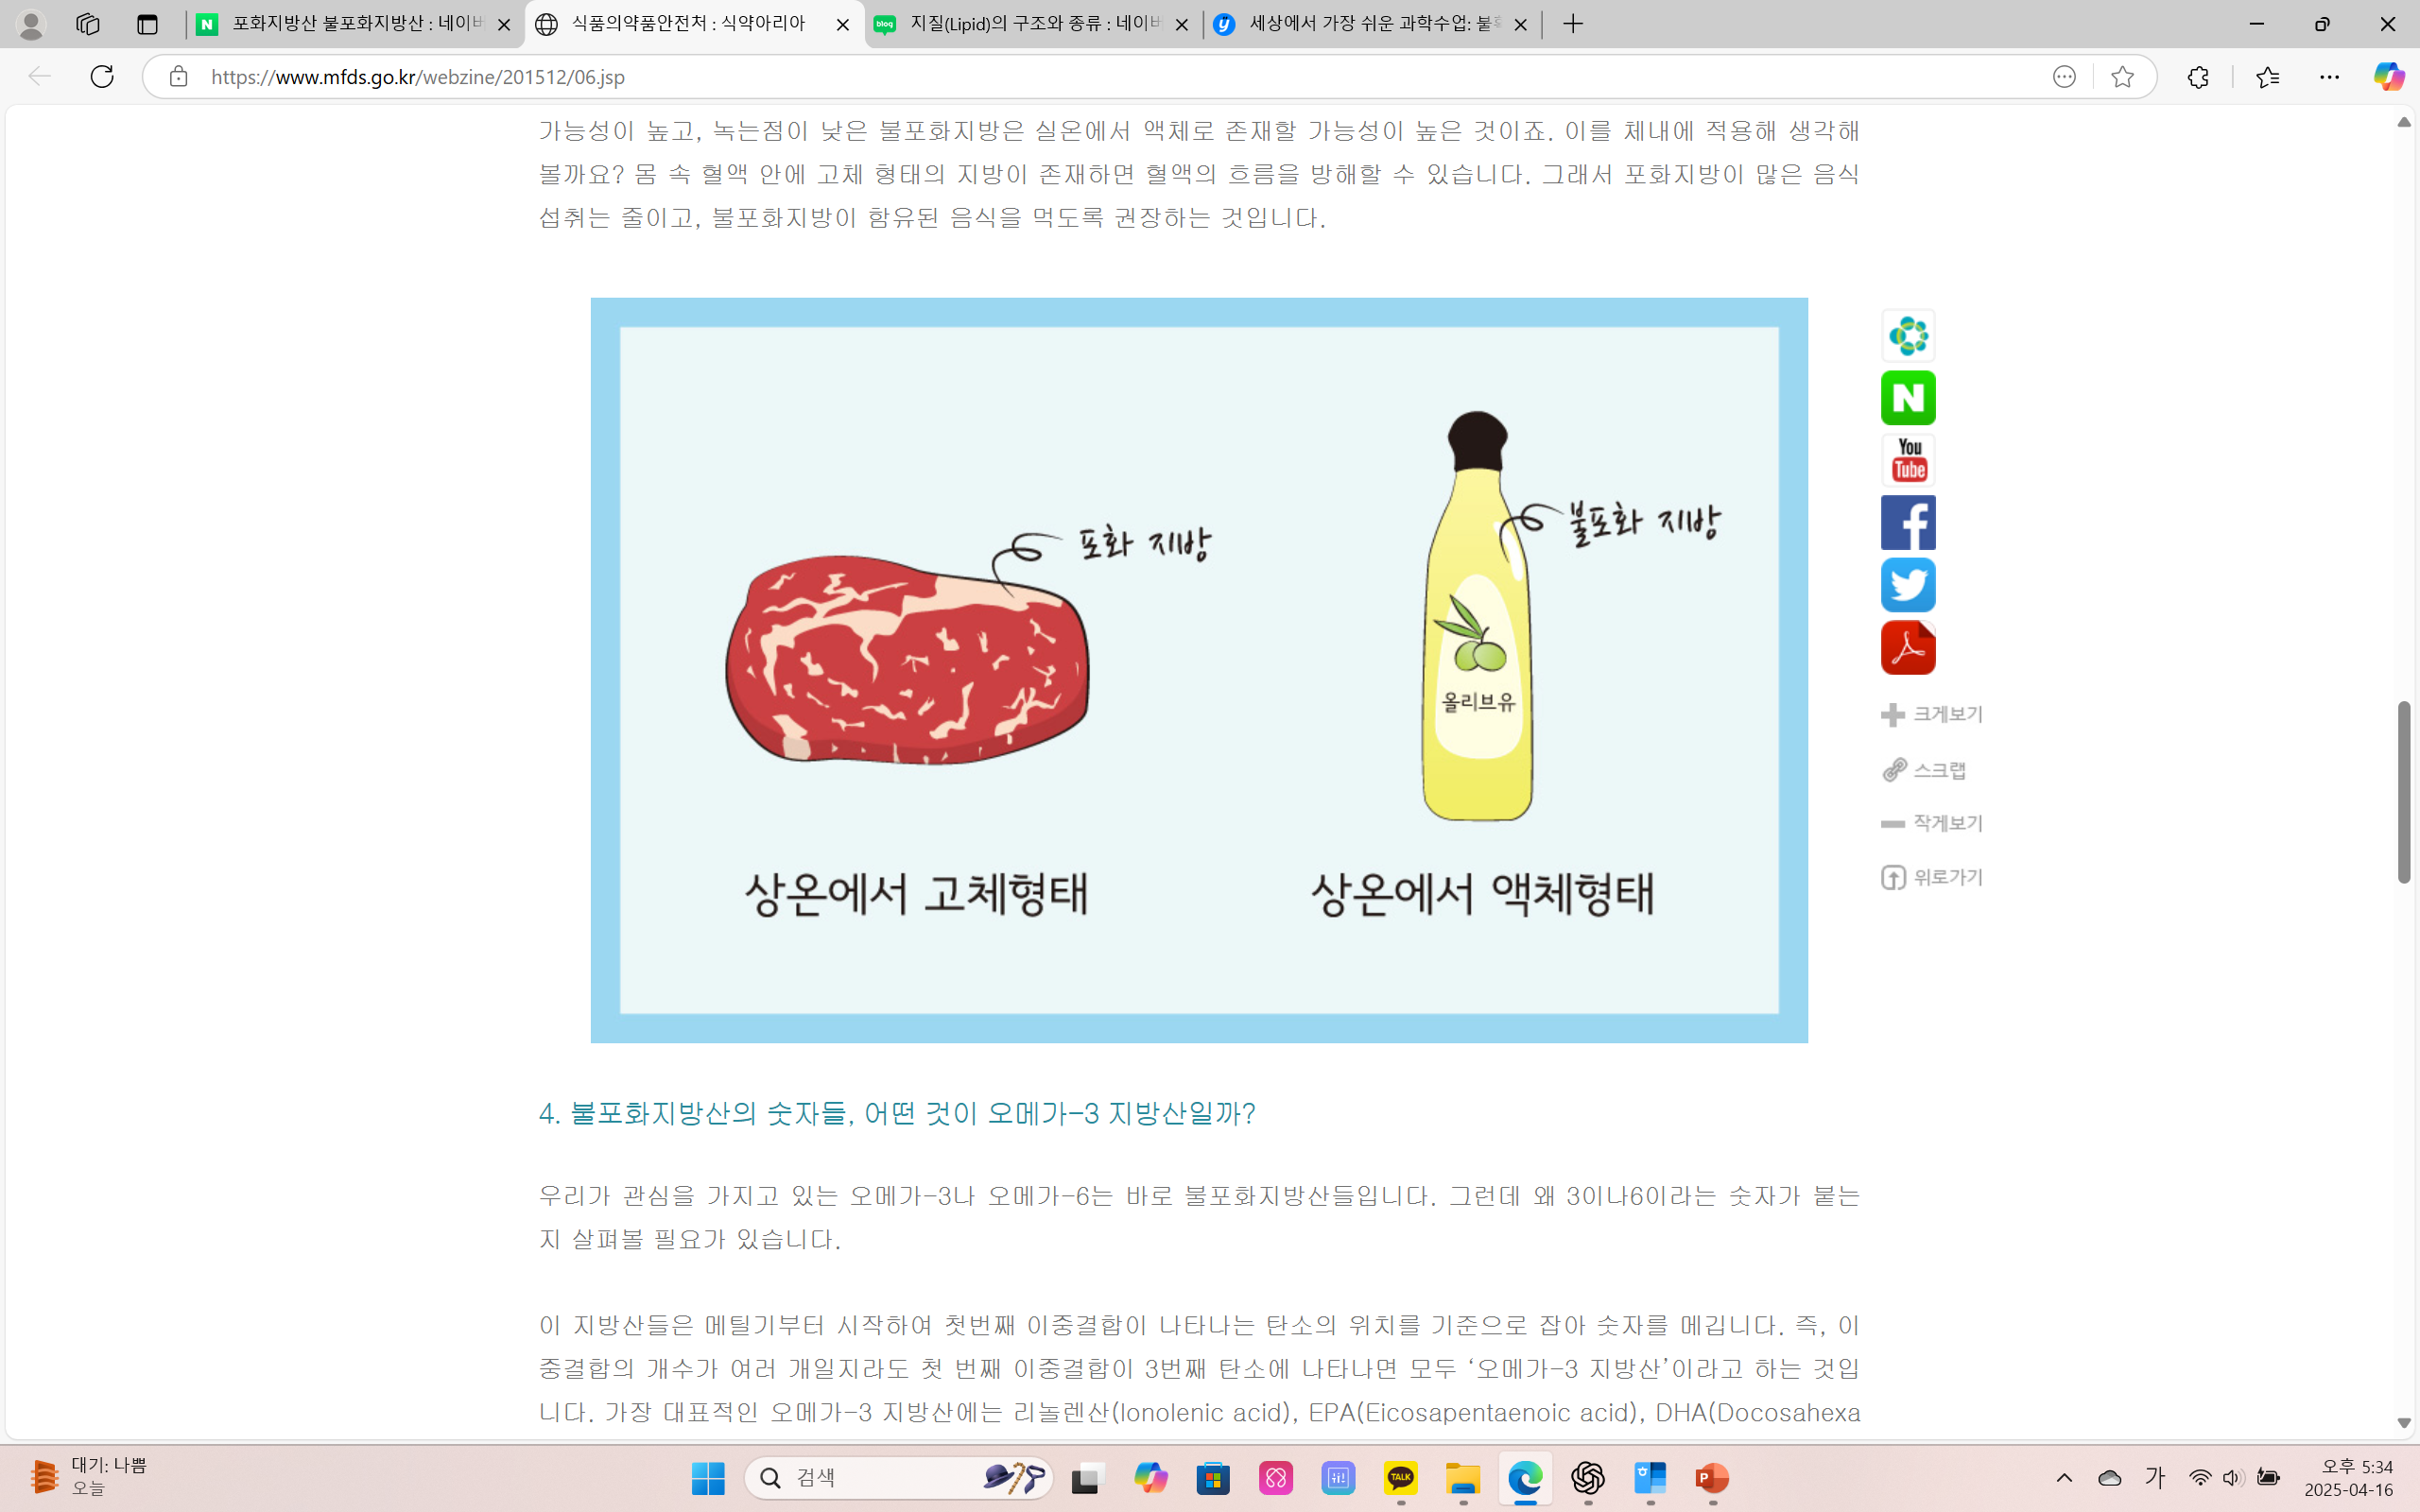 포화지방산 불포화지방산 : 네이버
식품의약품안전처 : 식약아리아
blog
지질(Lipid)의 구조와 종류 : 네이버
세상에서 가장 쉬운 과학수업: 불
https://www.mfds.go.kr/webzine/201512/06.jsp
가능성이 높고, 녹는점이 낮은 불포화지방은 실온에서 액체로 존재할 가능성이 높은 것이죠. 이를 체내에 적용해 생각해
볼까요? 몸 속 혈액 안에 고체 형태의 지방이 존재하면 혈액의 흐름을 방해할 수 있습니다. 그래서 포화지방이 많은 음식
섭취는 줄이고, 불포화지방이 함유된 음식을 먹도록 권장하는 것입니다.
포화 지방
불포화 지방
올리브유
상온에서 고체형태
상온에서 액체형태
N
You
Tube
크게보기
스크랩
작게보기
위로가기
4. 불포화지방산의 숫자들, 어떤 것이 오메가-3 지방산일까?
우리가 관심을 가지고 있는 오메가-3나 오메가-6는 바로 불포화지방산들입니다. 그런데 왜 3이나6이라는 숫자가 붙는
지 살펴볼 필요가 있습니다.
이 지방산들은 메틸기부터 시작하여 첫번째 이중결합이 나타나는 탄소의 위치를 기준으로 잡아 숫자를 메깁니다. 즉, 이
중결합의 개수가 여러 개일지라도 첫 번째 이중결합이 3번째 탄소에 나타나면 모두 ‘오메가-3 지방산’이라고 하는 것입
니다. 가장 대표적인 오메가-3 지방산에는 리놀렌산(lonolenic acid), EPA(Eicosapentaenoic acid), DHA(Docosahexa
대기: 나쁨
오늘
검색
TALK
가
오후 5:34
2025-04-16